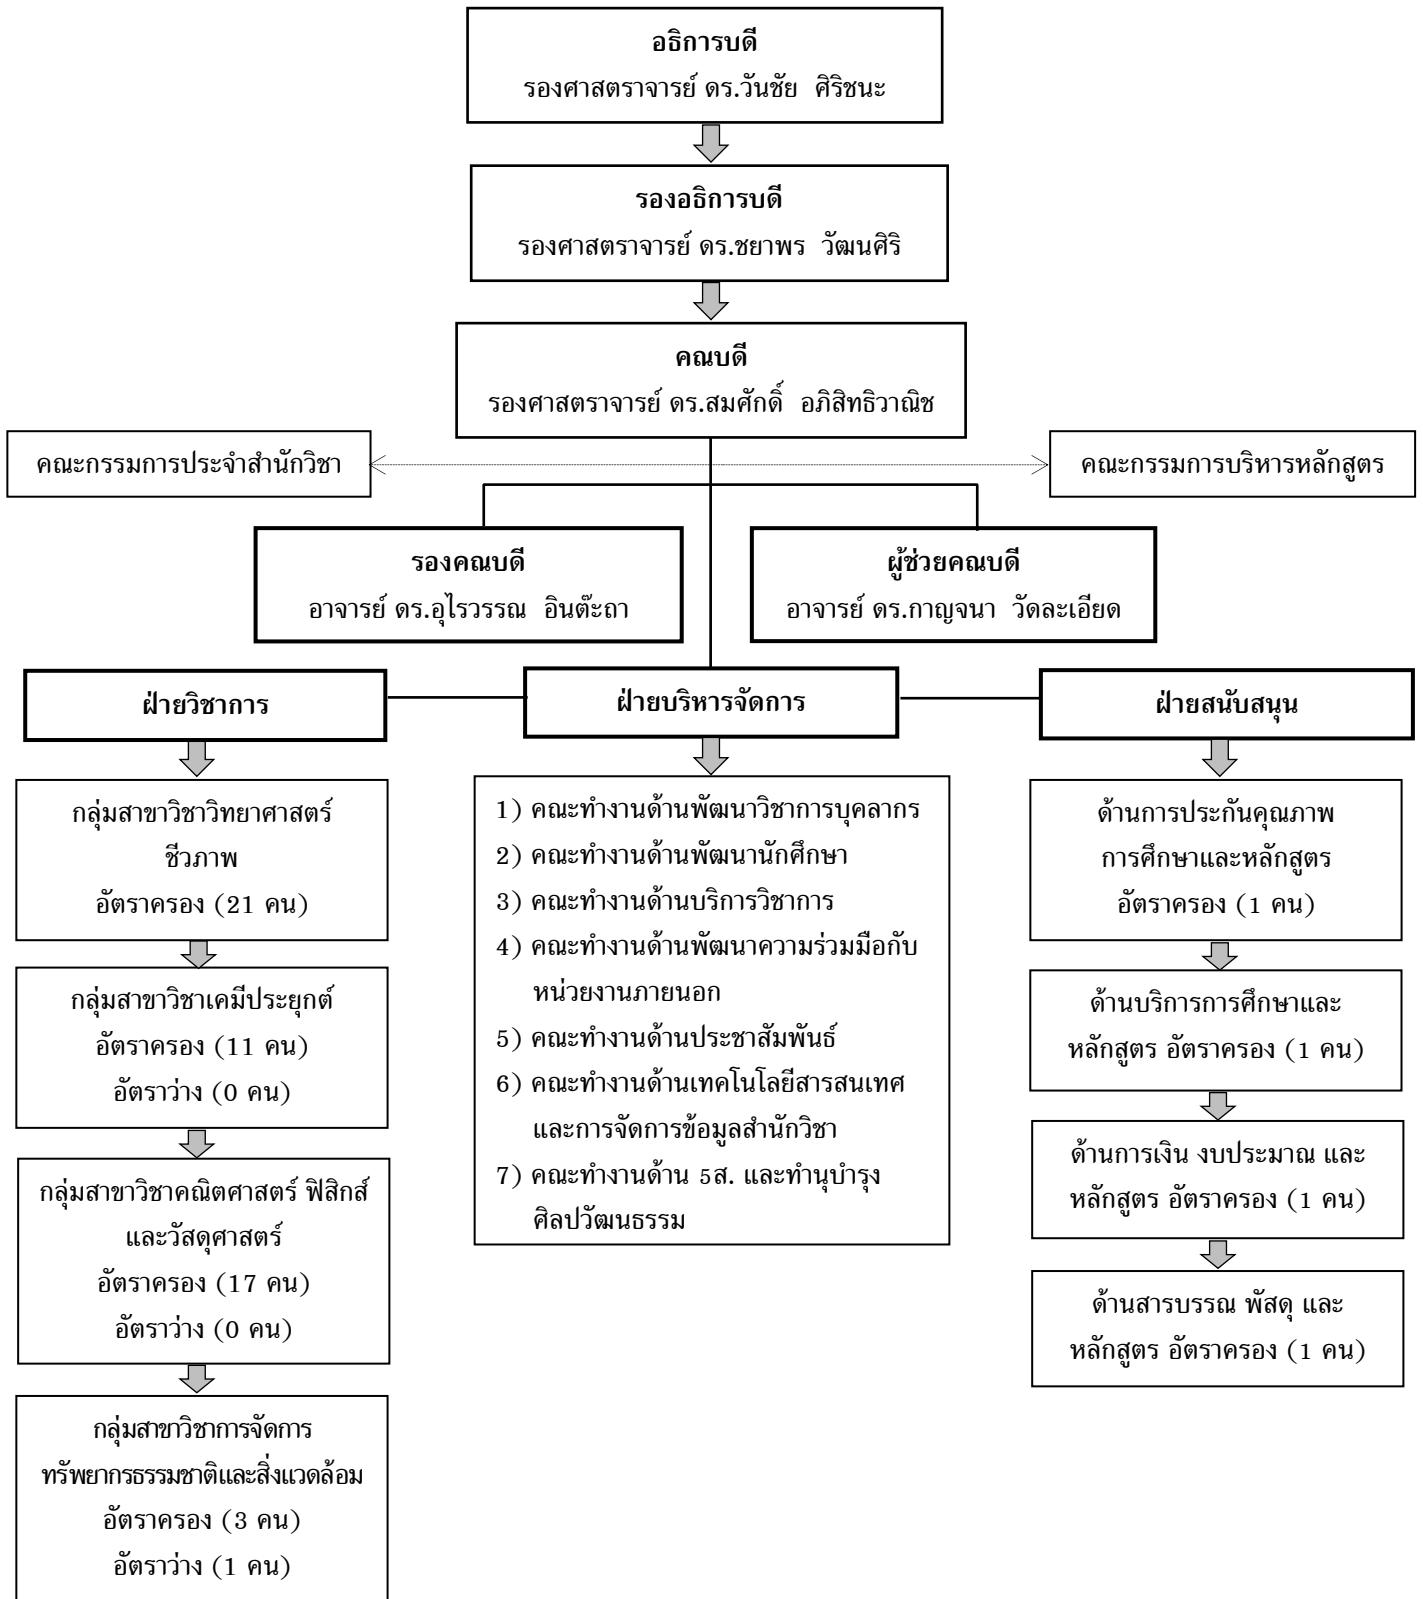 อธิการบดี
รองศาสตราจารย์ ดร.วันชัย  ศิริชนะ
รองอธิการบดี
รองศาสตราจารย์ ดร.ชยาพร  วัฒนศิริ
คณบดี
รองศาสตราจารย์ ดร.สมศักดิ์  อภิสิทธิวาณิช
คณะกรรมการประจำสำนักวิชา
คณะกรรมการบริหารหลักสูตร
รองคณบดี
อาจารย์ ดร.อุไรวรรณ  อินต๊ะถา
ผู้ช่วยคณบดี
อาจารย์ ดร.กาญจนา  วัดละเอียด
ฝ่ายวิชาการ
กลุ่มสาขาวิชาวิทยาศาสตร์
ชีวภาพ
อัตราครอง (21 คน)
กลุ่มสาขาวิชาเคมีประยุกต์
อัตราครอง (11 คน)
อัตราว่าง (0 คน)
กลุ่มสาขาวิชาคณิตศาสตร์ ฟิสิกส์
และวัสดุศาสตร์
อัตราครอง (17 คน)
อัตราว่าง (0 คน)
กลุ่มสาขาวิชาการจัดการ
ทรัพยากรธรรมชาติและสิ่งแวดล้อม
อัตราครอง (3 คน)
อัตราว่าง (1 คน)
ฝ่ายบริหารจัดการ
1) คณะทำงานด้านพัฒนาวิชาการบุคลากร
2) คณะทำงานด้านพัฒนานักศึกษา
3) คณะทำงานด้านบริการวิชาการ
4) คณะทำงานด้านพัฒนาความร่วมมือกับ
หน่วยงานภายนอก
5) คณะทำงานด้านประชาสัมพันธ์
6) คณะทำงานด้านเทคโนโลยีสารสนเทศ
และการจัดการข้อมูลสำนักวิชา
7) คณะทำงานด้าน 5ส. และทำนุบำรุง
ศิลปวัฒนธรรม
ฝ่ายสนับสนุน
ด้านการประกันคุณภาพ
การศึกษาและหลักสูตร
อัตราครอง (1 คน)
ด้านบริการการศึกษาและ
หลักสูตร อัตราครอง (1 คน)
ด้านการเงิน งบประมาณ และ
หลักสูตร อัตราครอง (1 คน)
ด้านสารบรรณ พัสดุ และ
หลักสูตร อัตราครอง (1 คน)